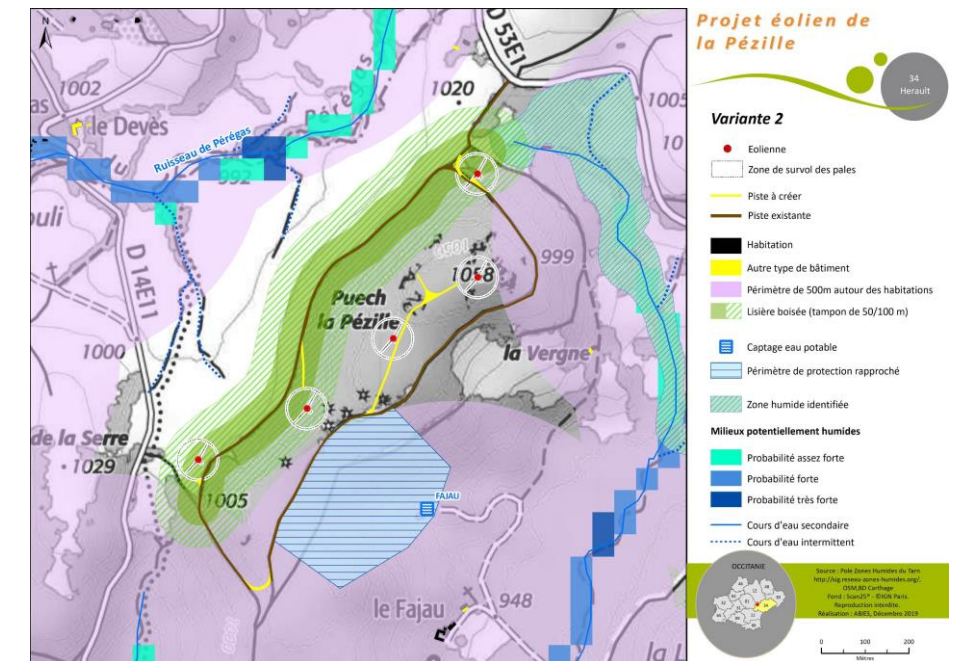 N
1002
le Devès
Ruisseau de Pérégas
Péregas
992
D 53E1
1020
1005
10
D 14E11
999
1058
Puech
la Pézille
la Vergne
1000
de la Serre
1029
1005
FAJAU
le Fajau
948
Projet éolien de
la Pézille
34
Herault
Variante 2
Eolienne
Zone de survol des pales
Piste à créer
Piste existante
Habitation
Autre type de bâtiment
Périmètre de 500m autour des habitations
Lisière boisée (tampon de 50/100 m)
Captage eau potable
Périmètre de protection rapproché
Zone humide identifiée
Milieux potentiellement humides
Probabilité assez forte
Probabilité forte
Probabilité très forte
Cours d'eau secondaire
Cours d'eau intermittent
OCCITANIE
Source : Pole Zones Humides du Tarn
http://sig.reseau-zones-humides.org/.
OSM,BD Carthage
Fond : Scan25® - ©IGN Paris.
Reproduction interdite.
Réalisation : ABIES, Décembre 2019
0 100 200
Mètres